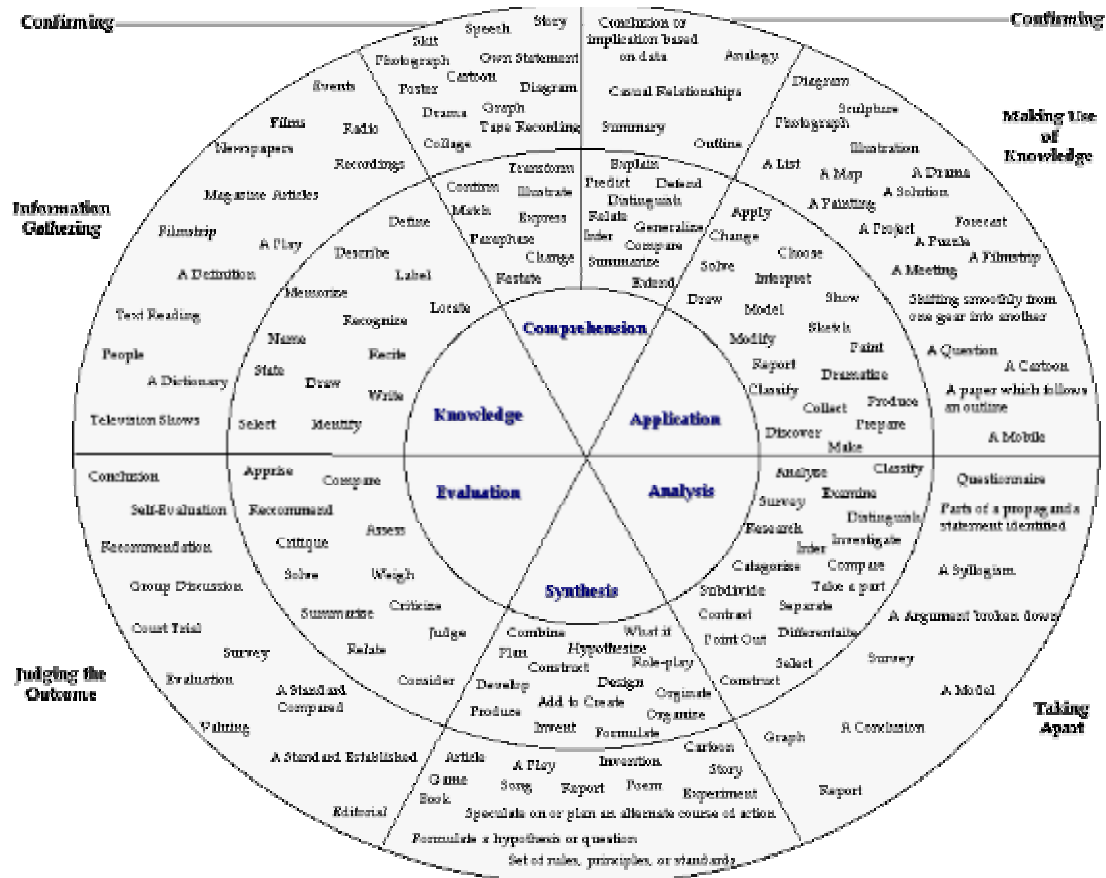 Confirming
Confirming
Story
Speech
Skit
Own Statement
Photograph
Cartoon
Poster
Diagram
Graph
Drama
Tape Recording
Collage
Conclusion or
implication based
on data
Analogy
Casual Relationships
Summary
Outline
Transform
Confirm
Illustrate
Match
Express
Paraphase
Change
Restate
Explain
Predict
Defend
Distinguish
Relate
Generalize
Infer
Compare
Summarize
Extend
Comprehension
Making Use
of
Knowledge
Diagram
Sculpture
Photograph
Illustration
A List
A Map
A Drama
A Solution
A Painting
Forecast
A Project
A Puzzle
A Filmstrip
A Meeting
Shifting smoothly from
one gear into another
A Question
A Cartoon
A paper which follows
an outline
A Mobile
Apply
Change
Choose
Solve
Interpret
Draw
Model
Show
Sketch
Modify
Paint
Report
Dramatize
Classify
Collect
Produce
Prepare
Discover
Make
Application
Information
Gathering
Events
Films
Radio
Newspapers
Recordings
Magazine Articles
Filmstrip
A Play
A Definition
Text Reading
People
A Dictionary
Television Shows
Define
Describe
Label
Memorize
Locate
Recognize
Name
Recite
State
Draw
Write
Select
Identify
Knowledge
Evaluation
Apprise
Compare
Reccommend
Assess
Critique
Solve
Weigh
Summarize
Criticize
Judge
Relate
Consider
Conclusion
Self-Evaluation
Recommendation
Group Discussion
Court Trial
Survey
Evaluation
A Standard
Compared
Valuing
A Standard Established
Editorial
Judging the
Outcome
Analysis
Analyze
Classify
Survey
Examine
Distinguish
Research
Investigate
Infer
Catagorize
Compare
Subdivide
Take a part
Separate
Contrast
Point Out
Differentaite
Select
Construct
Questionnaire
Parts of a propaganda
statement identified
A Syllogism
A Argument broken down
Survey
A Model
A Conclusion
Graph
Report
Taking
Apart
Synthesis
Combine
What if
Hypothesize
Plan
Construct
Role-play
Develop
Design
Orginate
Add to Create
Produce
Organize
Invent
Formulate
Cartoon
Article
A Play
Invention
Story
Game
Song
Report
Poem
Experiment
Book
Speculate on or plan an alternate course of action
Formulate a hypothesis or question
Set of rules, principles, or standards